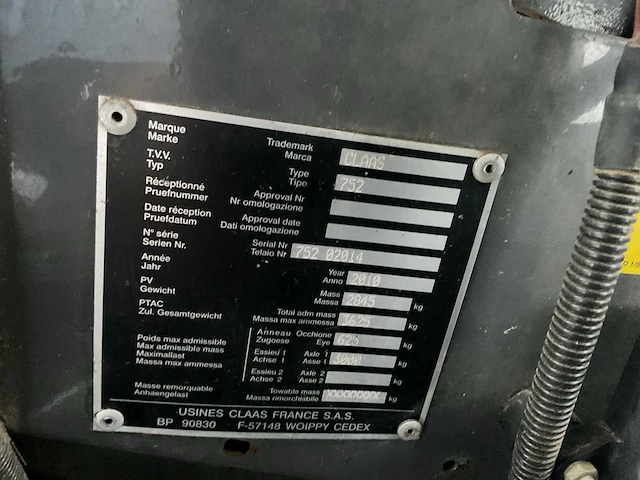 Marque Trademark CLAAS
Marke Marca
T.V.V. Type 752
Typ Tipo
Réceptionné Approval Nr
Pruefnummer Nr omologazione
Date réception Approval date
Pruefdatum Dati omologazione
N° série Serial Nr 752 02014
Serien Nr. Telaio Nr
Année Year 2010
Jahr Anno
PV Mass 2845 kg
Gewicht Massa
PTAC Total adm mass 3625 kg
Zul. Gesamtgewicht Massa max ammessa
Poids max admissible Anneau Occhione 625 kg
Max admissible mass Zugoese Eye
Maximallast Essieu 1 Axle 1 3000 kg
Massa max ammessa Achse 1 Asse 1
Essieu 2 Axle 2 kg
Achse 2 Asse 2
Masse remorquable Towable mass XXXXXXXX kg
Anhaengelast Massa rimorchiabile
USINES CLAAS FRANCE S.A.S.
BP 90830 F-57148 WOIPPY CEDEX